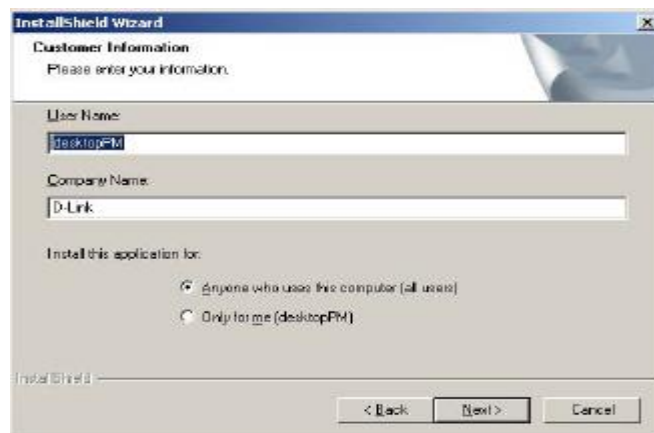 InstallShield Wizard
Customer Information
Please enter your information.
User Name:
desktopPM
Company Name:
D-Link
Install this application for:
Anyone who uses this computer (all users)
Only for me (desktopPM)
InstallShield
< Back Next > Cancel